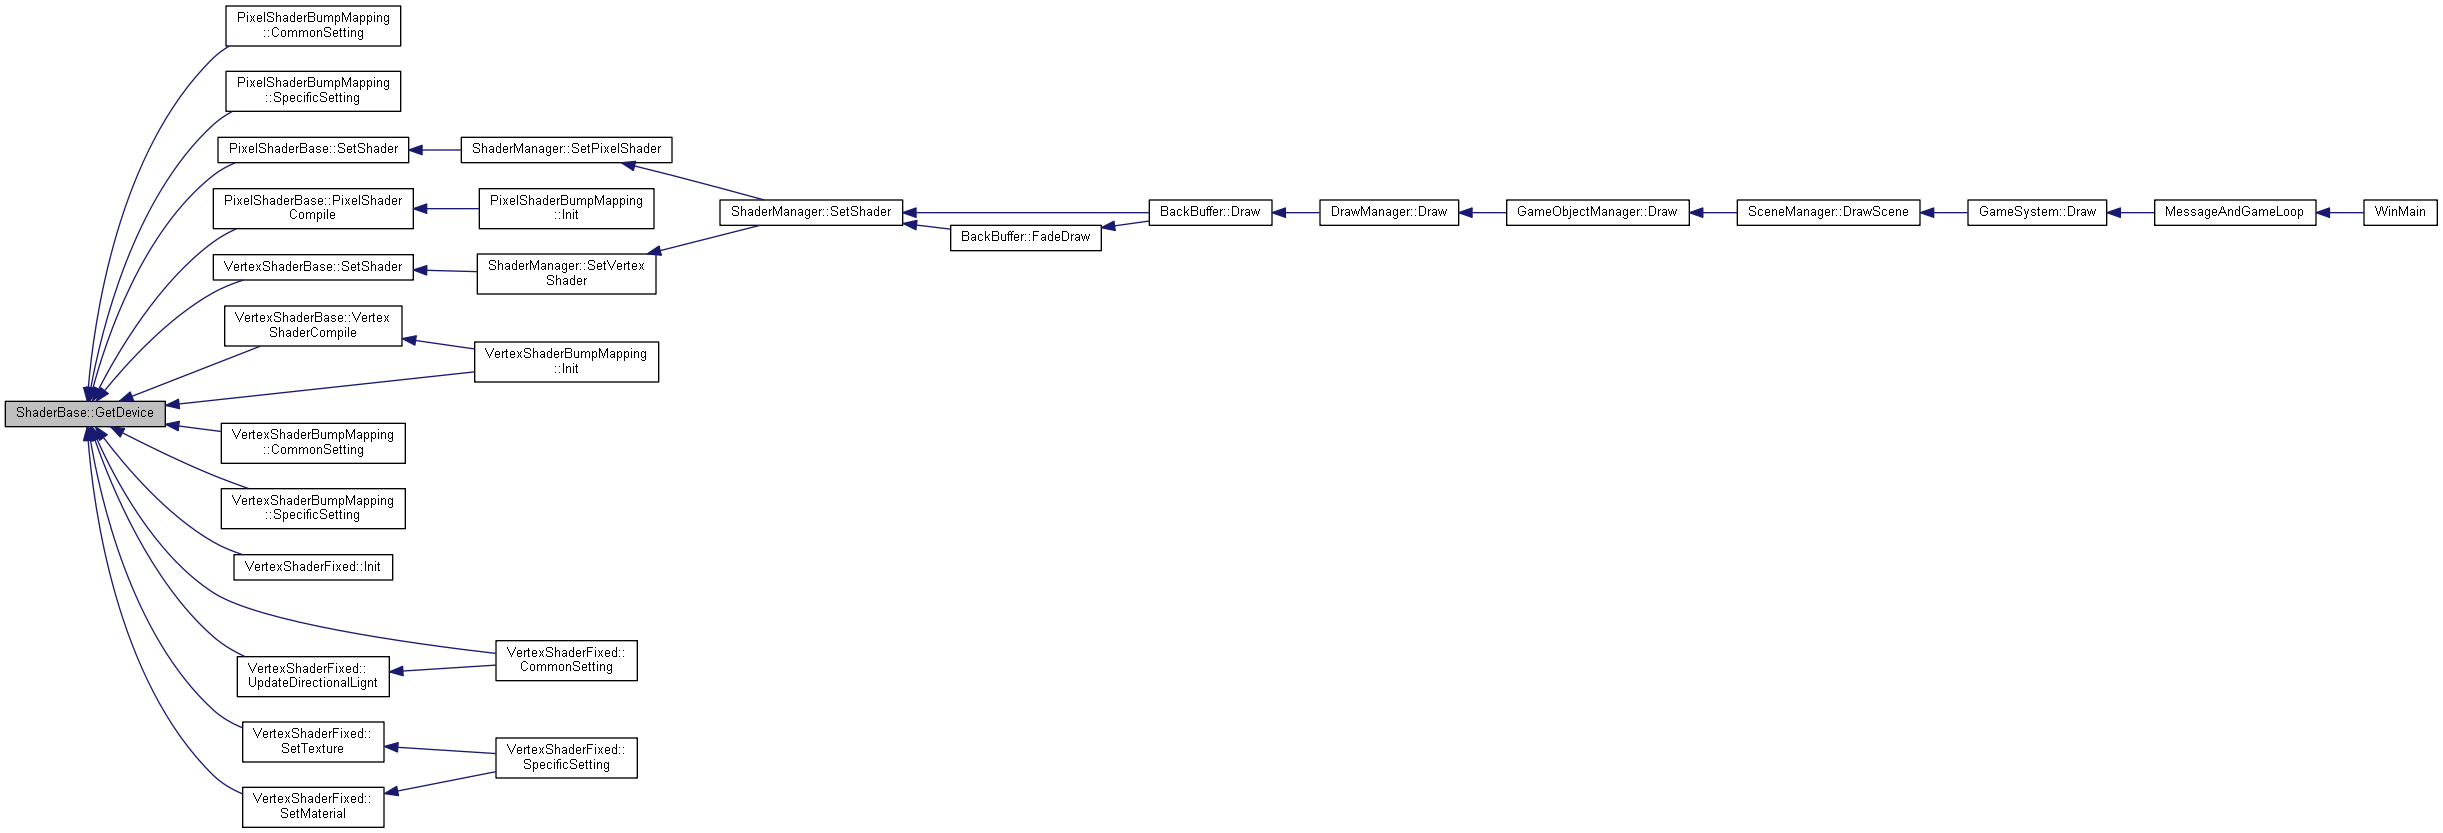 PixelShaderBumpMapping
::CommonSetting
PixelShaderBumpMapping
::SpecificSetting
PixelShaderBase::SetShader
ShaderManager::SetPixelShader
PixelShaderBase::PixelShader
Compile
PixelShaderBumpMapping
::Init
ShaderManager::SetShader
BackBuffer::Draw
DrawManager::Draw
GameObjectManager::Draw
SceneManager::DrawScene
GameSystem::Draw
MessageAndGameLoop
WinMain
BackBuffer::FadeDraw
VertexShaderBase::SetShader
ShaderManager::SetVertex
Shader
VertexShaderBase::Vertex
ShaderCompile
VertexShaderBumpMapping
::Init
ShaderBase::GetDevice
VertexShaderBumpMapping
::CommonSetting
VertexShaderBumpMapping
::SpecificSetting
VertexShaderFixed::Init
VertexShaderFixed::
CommonSetting
VertexShaderFixed::
UpdateDirectionalLignt
VertexShaderFixed::
SetTexture
VertexShaderFixed::
SpecificSetting
VertexShaderFixed::
SetMaterial